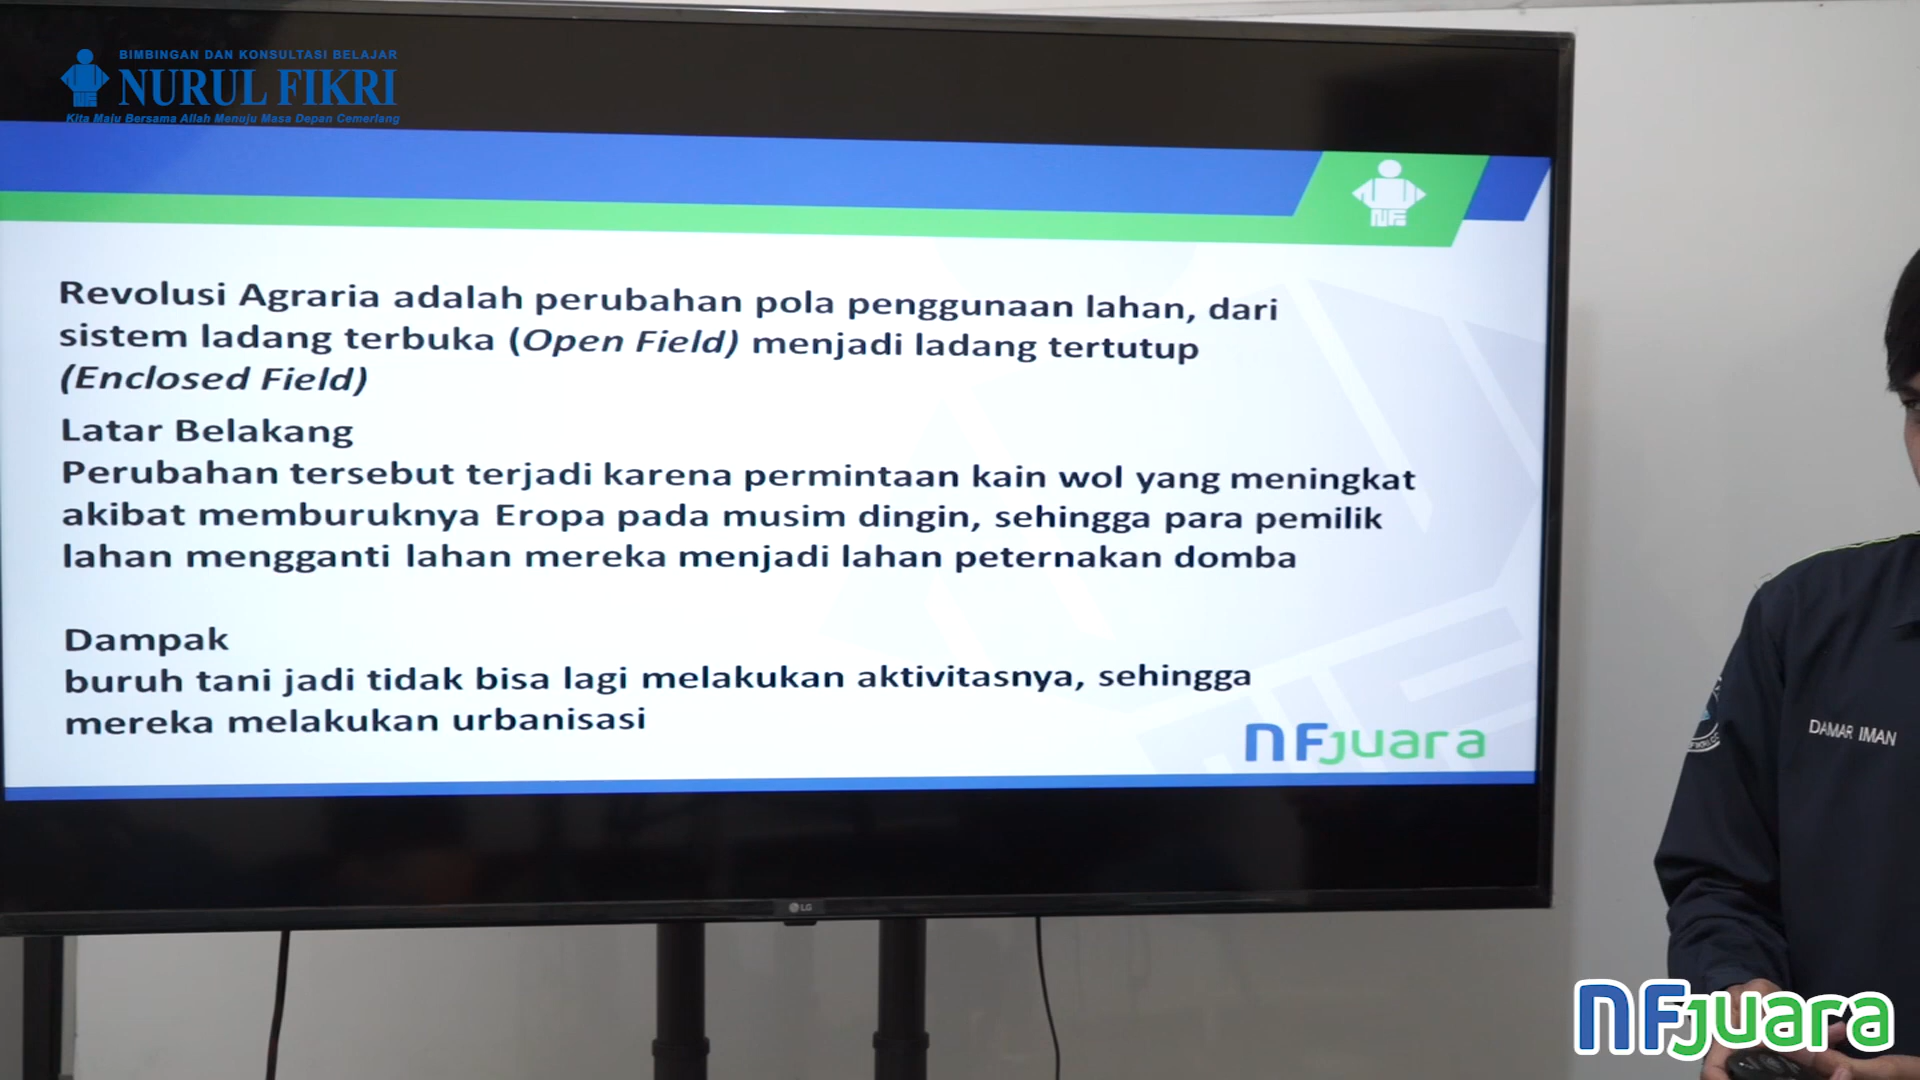 BIMBINGAN DAN KONSULTASI BELAJAR
NURUL FIKRI
Kita Maju Bersama Allah Menuju Masa Depan Cemerlang
NF
Revolusi Agraria adalah perubahan pola penggunaan lahan, dari
sistem ladang terbuka (Open Field) menjadi ladang tertutup
(Enclosed Field)
Latar Belakang
Perubahan tersebut terjadi karena permintaan kain wol yang meningkat
akibat memburuknya Eropa pada musim dingin, sehingga para pemilik
lahan mengganti lahan mereka menjadi lahan peternakan domba
Dampak
buruh tani jadi tidak bisa lagi melakukan aktivitasnya, sehingga
mereka melakukan urbanisasi
NFjuara
LG
DAMAR IMAN
NFjuara